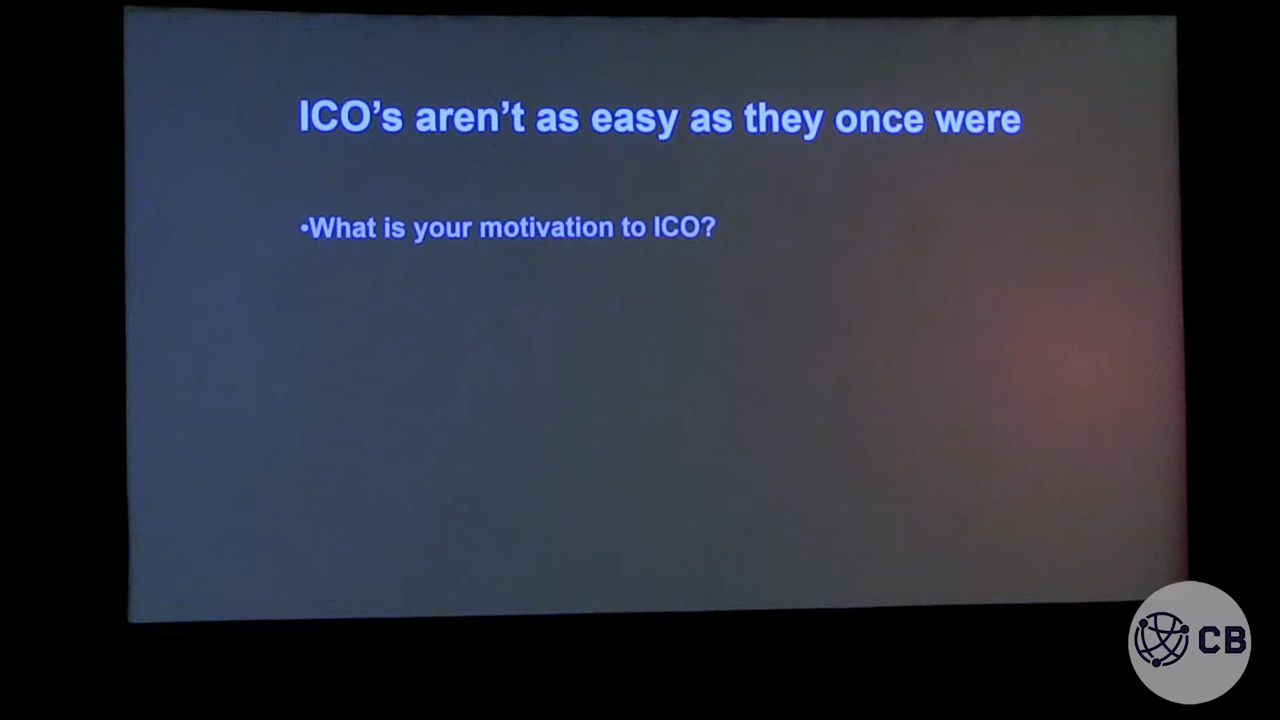 ICO’s aren’t as easy as they once were
•What is your motivation to ICO?
CB